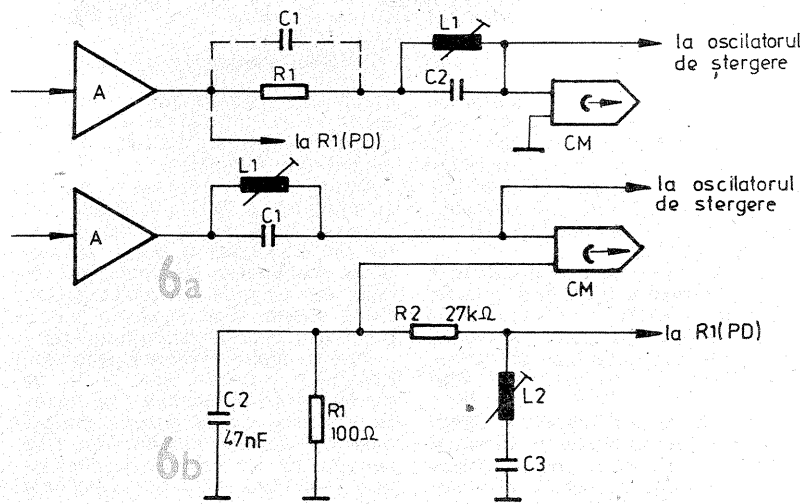 C1
L1
la oscilatorul
de ștergere
A
R1
C2
CM
la R1(PD)
L1
la oscilatorul
de stergere
A
C1
6a
CM
R2 27kΩ
la R1(PD)
C2
47nF
R1
100Ω
L2
6b
C3